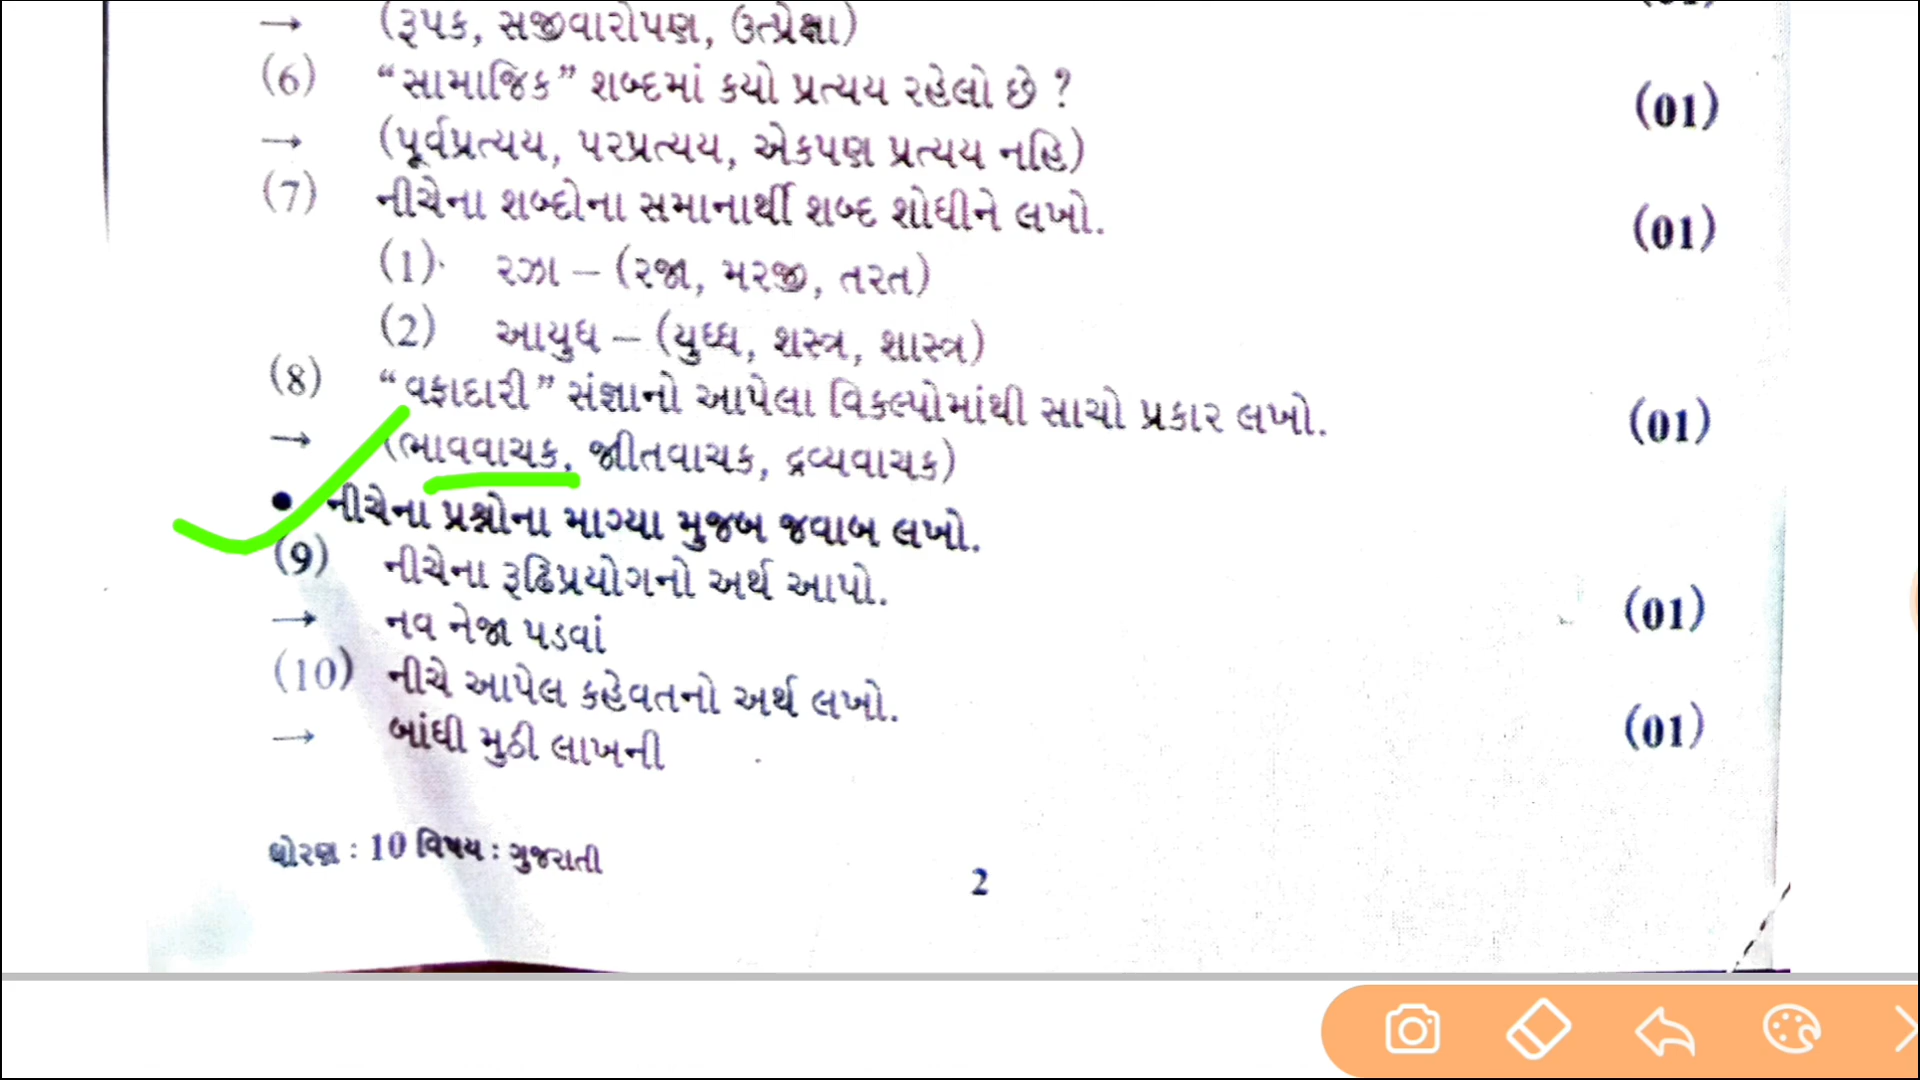 → (રૂપક, સજીવારોપણ, ઉત્પ્રેક્ષા)
(6) “સામાજિક” શબ્દમાં કયો પ્રત્યય રહેલો છે ? (01)
→ (પૂર્વપ્રત્યય, પરપ્રત્યય, એકપણ પ્રત્યય નહિ)
(7) નીચેના શબ્દોના સમાનાર્થી શબ્દ શોધીને લખો. (01)
(1) રઝા – (રજા, મરજી, તરત)
(2) આયુધ – (યુધ્ધ, શસ્ત્ર, શાસ્ત્ર)
(8) “વફાદારી” સંજ્ઞાનો આપેલા વિકલ્પોમાંથી સાચો પ્રકાર લખો. (01)
→ (ભાવવાચક, જાીતવાચક, દ્રવ્યવાચક)
• નીચેના પ્રશ્નોના માગ્યા મુજબ જવાબ લખો.
(9) નીચેના રૂઢિપ્રયોગનો અર્થ આપો. (01)
→ નવ નેજા પડવાં
(10) નીચે આપેલ કહેવતનો અર્થ લખો. (01)
→ બાંધી મુઠી લાખની
ધોરણ : 10 વિષય : ગુજરાતી
2